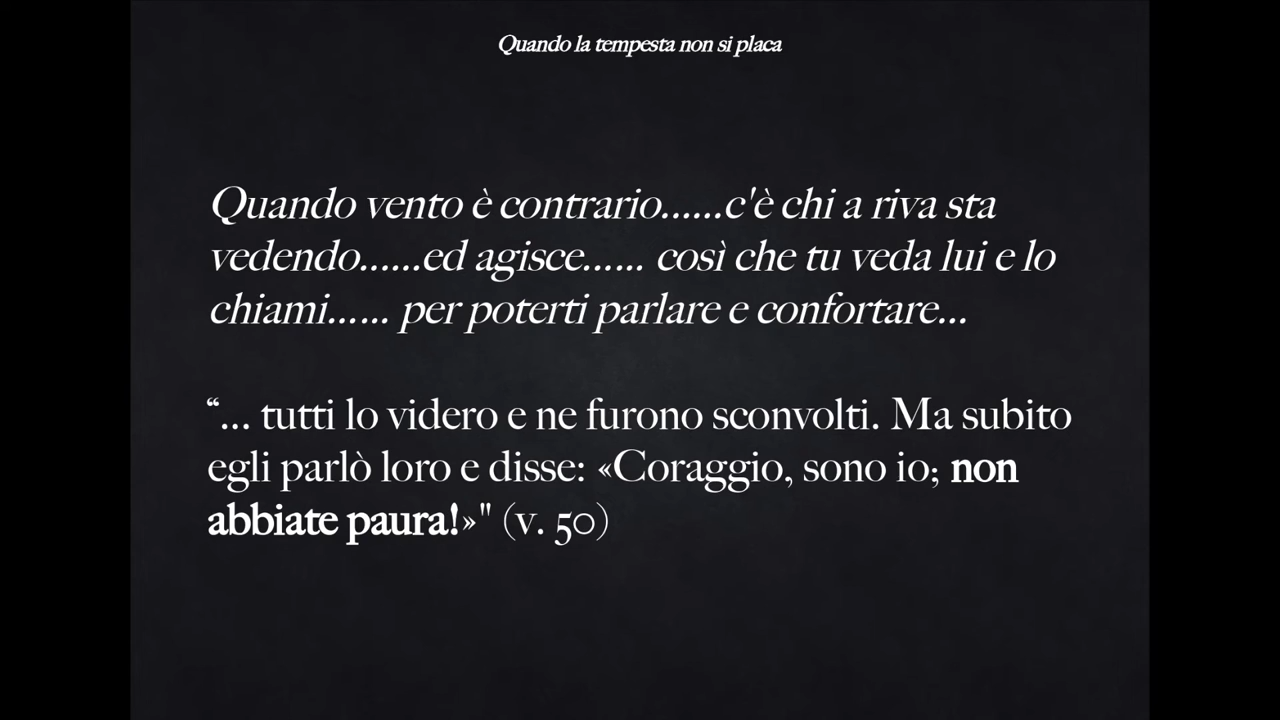 Quando la tempesta non si placa
Quando vento è contrario......c'è chi a riva sta
vedendo......ed agisce...... così che tu veda lui e lo
chiami...... per poterti parlare e confortare...
“... tutti lo videro e ne furono sconvolti. Ma subito
egli parlò loro e disse: «Coraggio, sono io; non
abbiate paura!»" (v. 50)